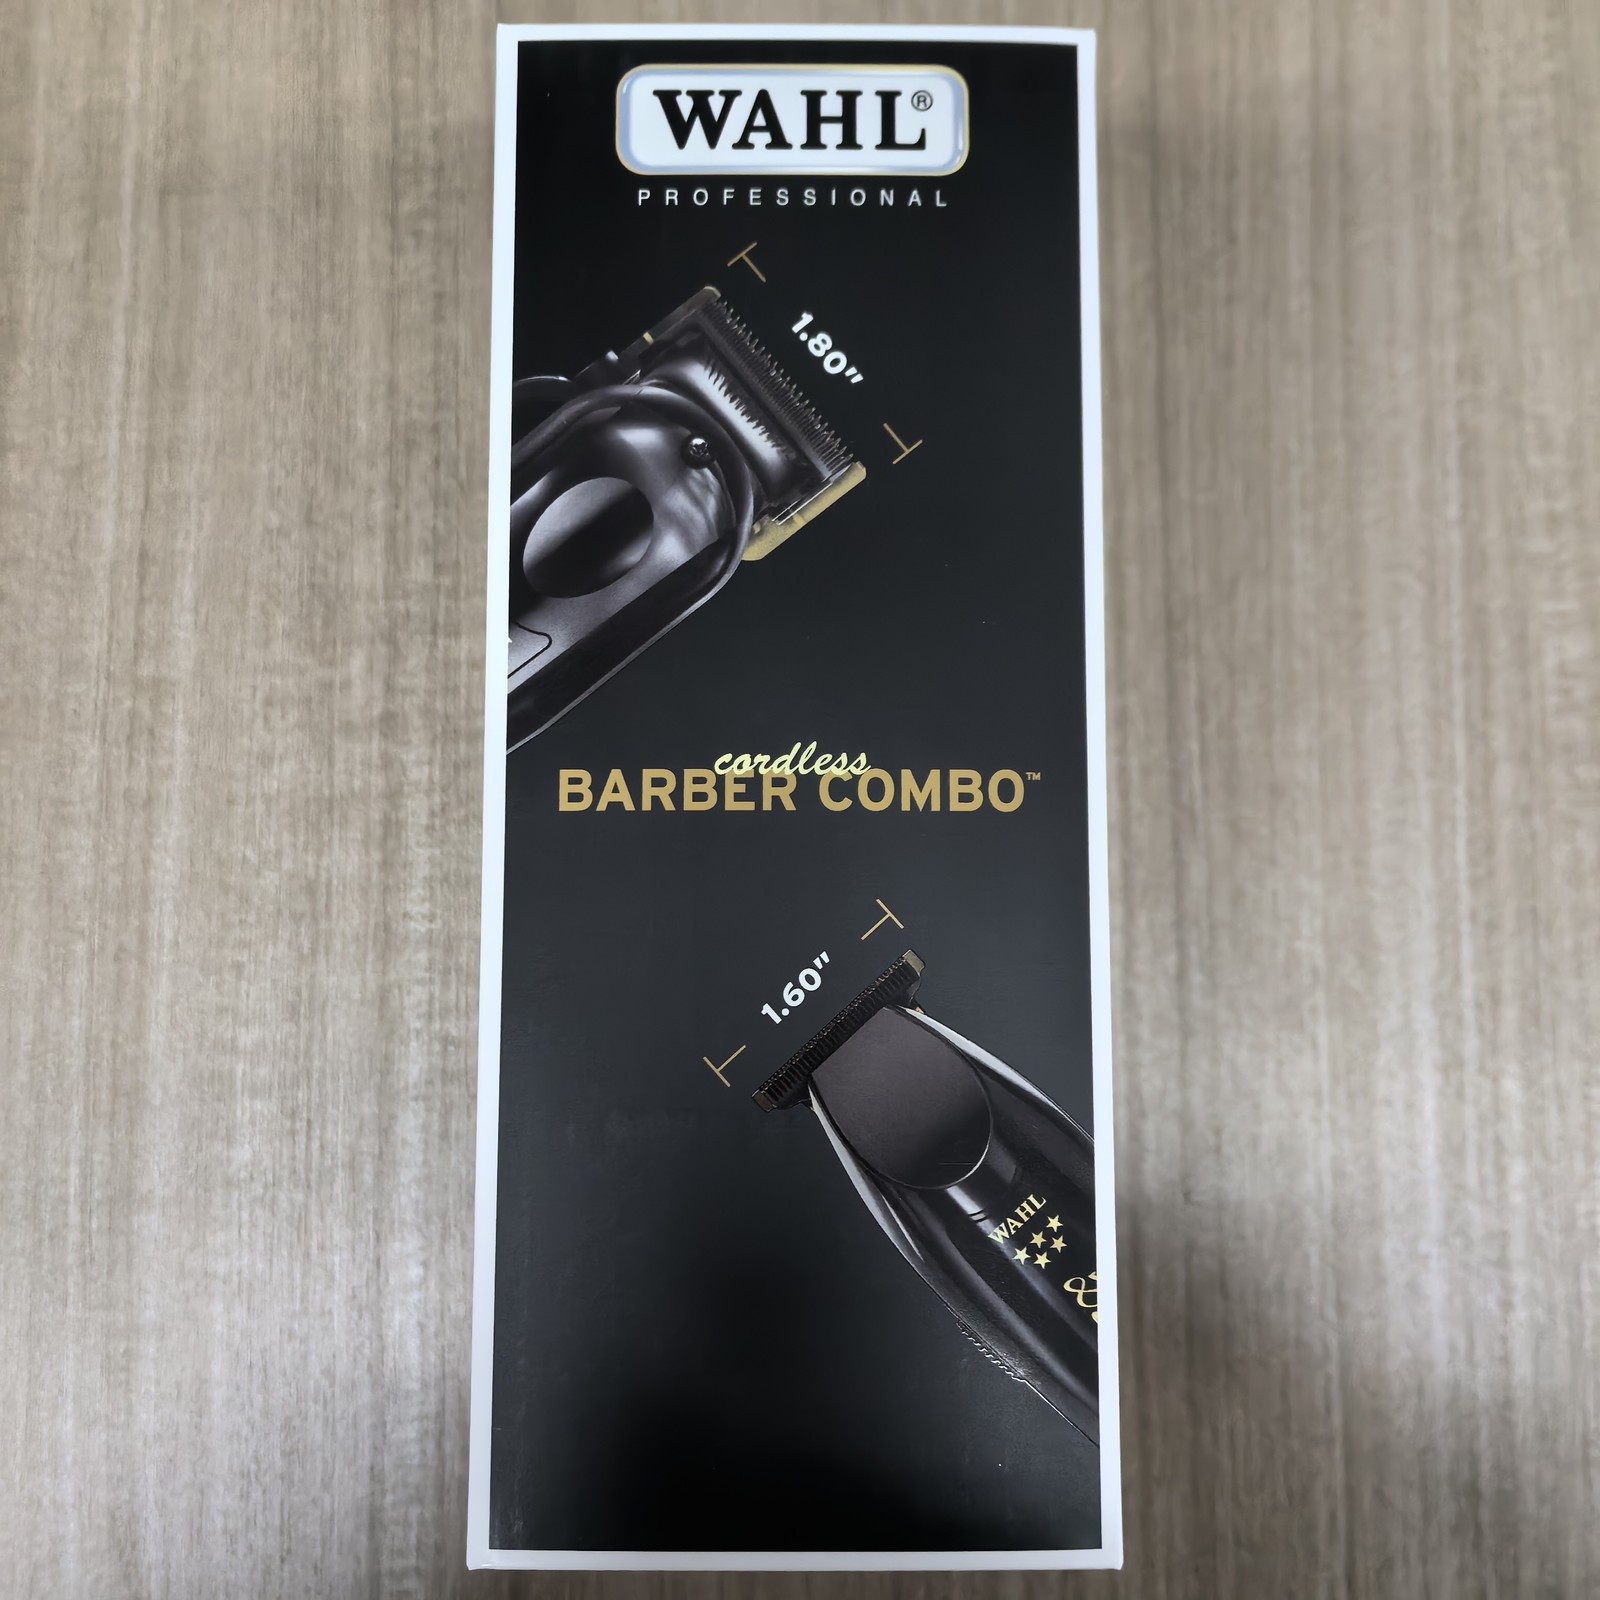 WAHL®
PROFESSIONAL
1.80"
cordless
BARBER COMBO™
1.60"
WAHL